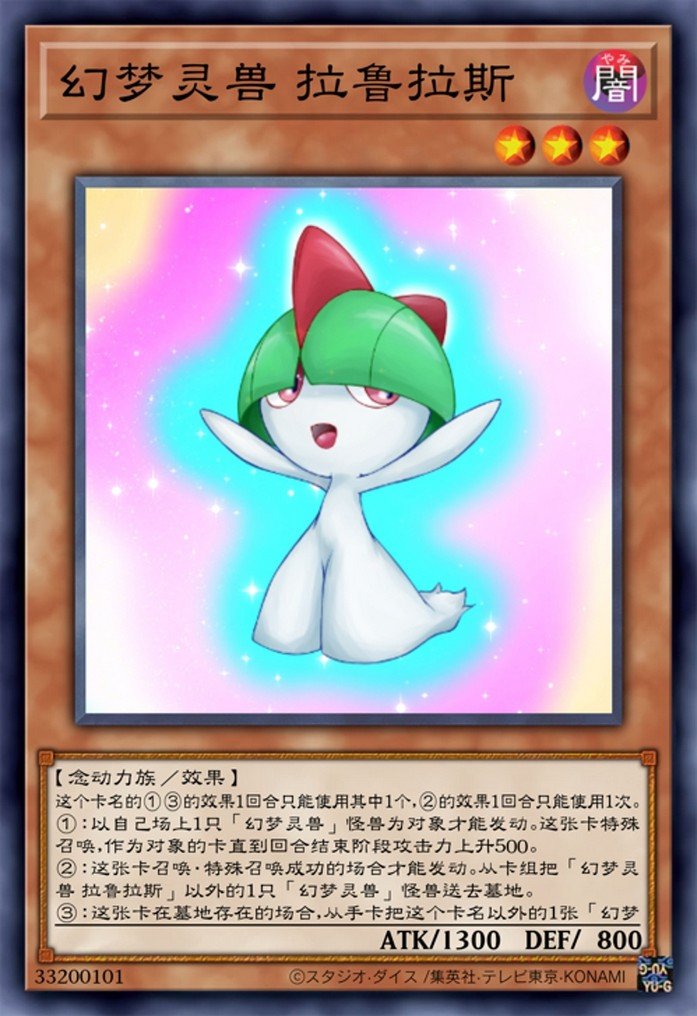 幻梦灵兽 拉鲁拉斯
やみ
闇
【念动力族／效果】
这个卡名的①③的效果1回合只能使用其中1个,②的效果1回合只能使用1次。
①:以自己场上1只「幻梦灵兽」怪兽为对象才能发动。这张卡特殊
召唤,作为对象的卡直到回合结束阶段攻击力上升500。
②:这张卡召唤·特殊召唤成功的场合才能发动。从卡组把「幻梦灵
兽 拉鲁拉斯」以外的1只「幻梦灵兽」怪兽送去墓地。
③:这张卡在墓地存在的场合,从手卡把这个卡名以外的1张「幻梦
ATK/1300 DEF/ 800
33200101
©スタジオ·ダイス /集英社·テレビ東京·KONAMI